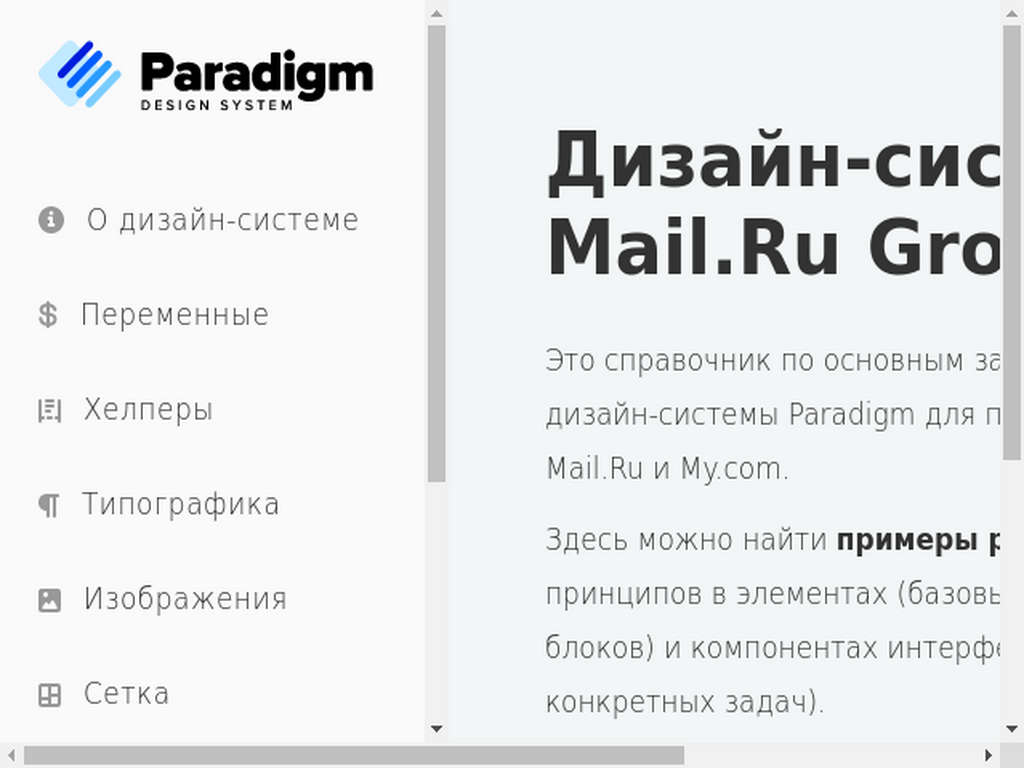 Paradigm
DESIGN SYSTEM
О дизайн-системе
Переменные
Хелперы
Типографика
Изображения
Сетка
Дизайн-сис
Mail.Ru Gro
Это справочник по основным за
дизайн-системы Paradigm для п
Mail.Ru и My.com.
Здесь можно найти примеры р
принципов в элементах (базовы
блоков) и компонентах интерфе
конкретных задач).